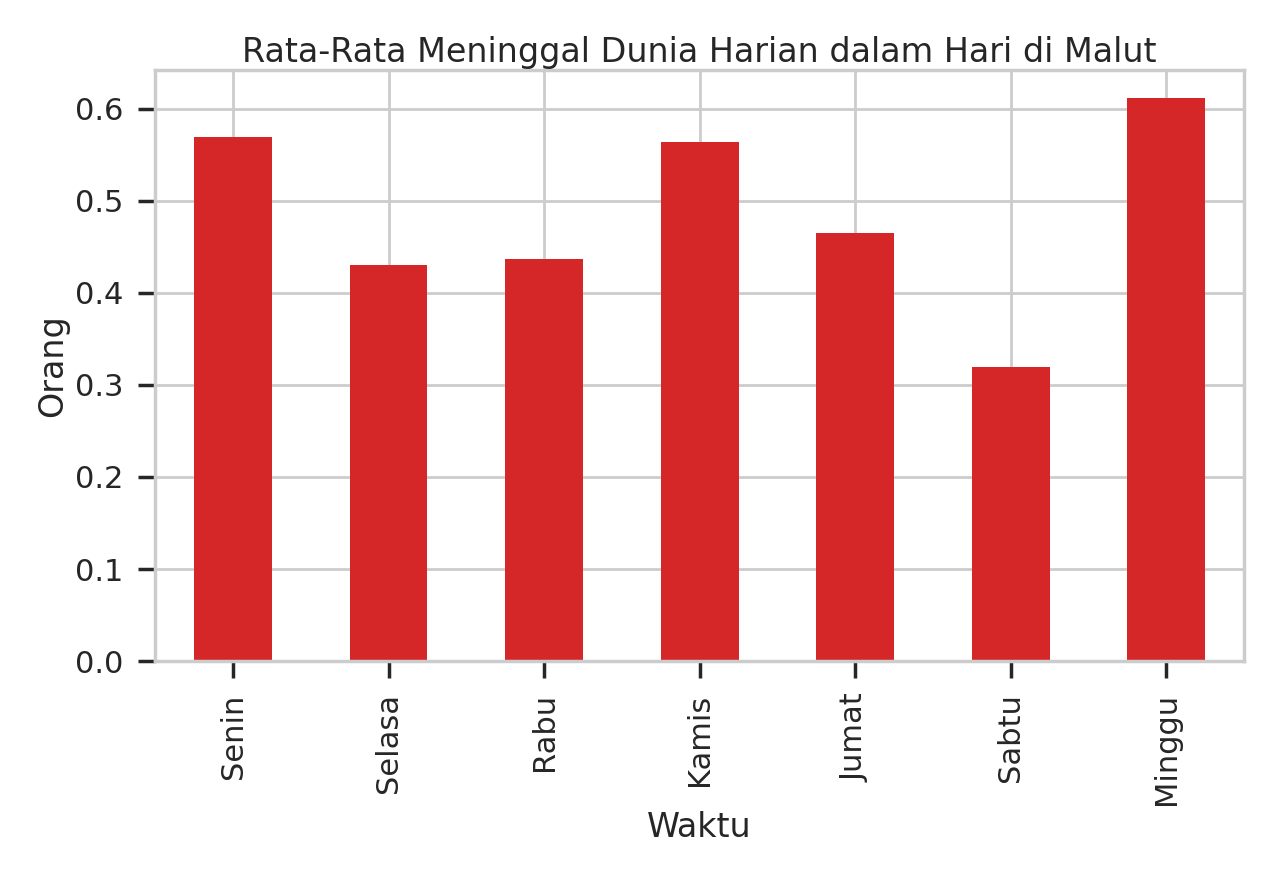 Rata-Rata Meninggal Dunia Harian dalam Hari di Malut
Orang
0.6
0.5
0.4
0.3
0.2
0.1
0.0
Senin
Selasa
Rabu
Kamis
Jumat
Sabtu
Minggu
Waktu